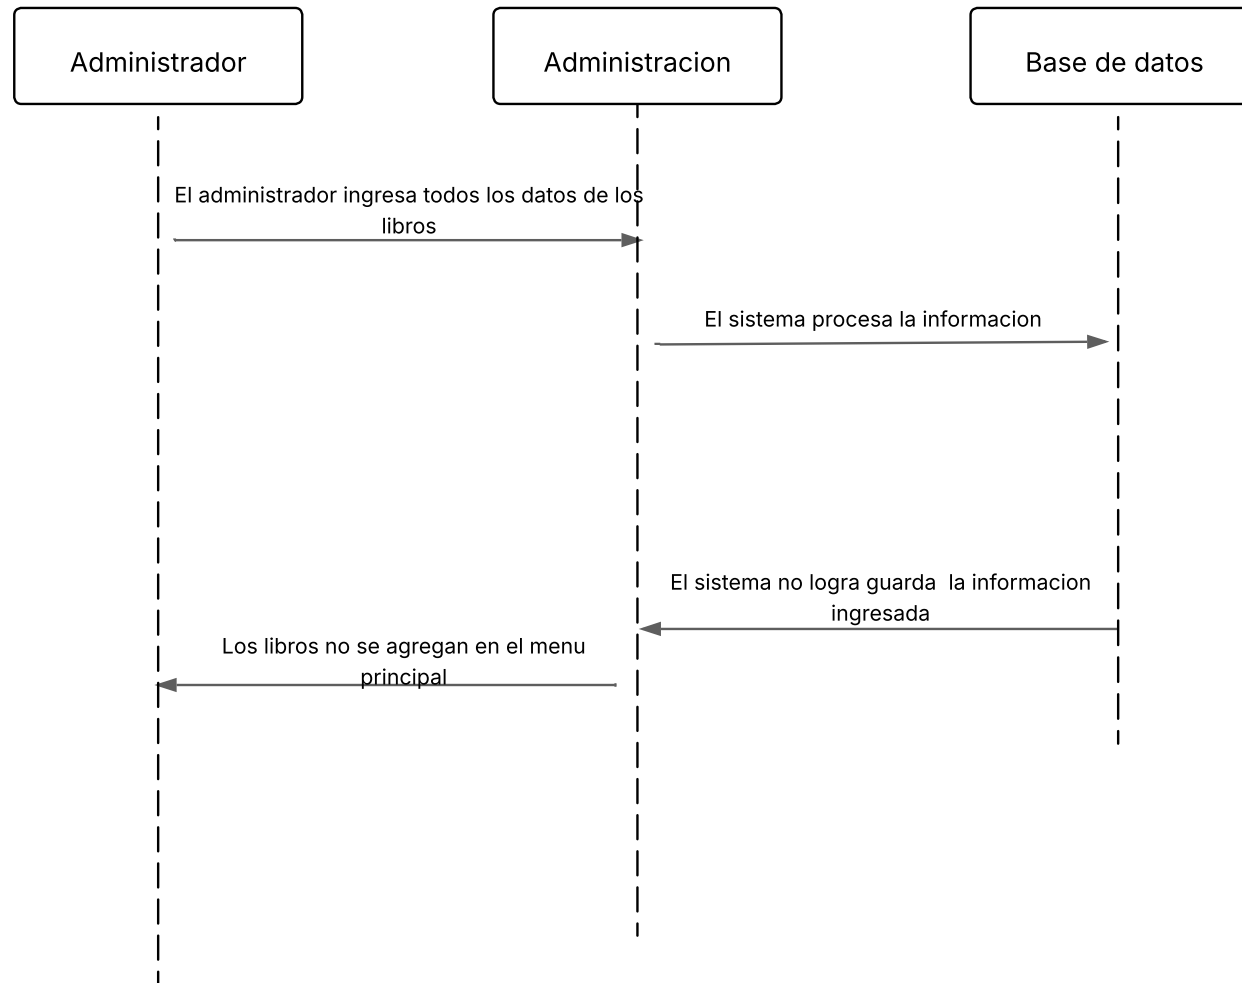 Administrador
Administracion
Base de datos
El administrador ingresa todos los datos de los
libros
El sistema procesa la informacion
El sistema no logra guarda  la informacion
ingresada
Los libros no se agregan en el menu
principal